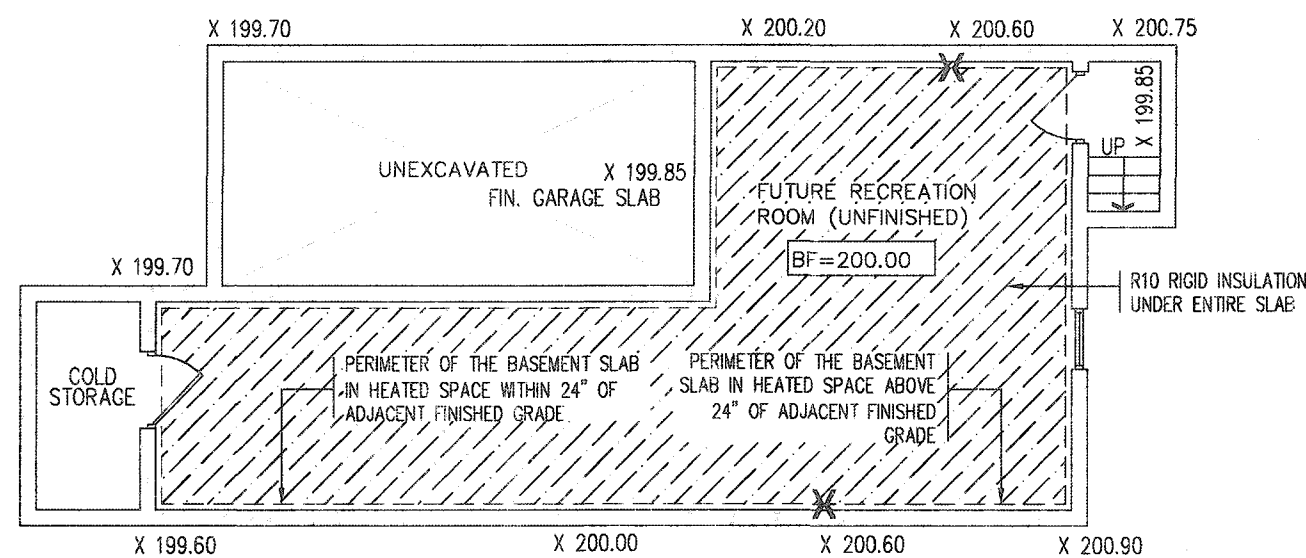 X 199.70
X 200.20
X 200.60
X 200.75
X 199.85
UP
UNEXCAVATED
X 199.85
FIN. GARAGE SLAB
FUTURE RECREATION
ROOM (UNFINISHED)
BF=200.00
X 199.70
R10 RIGID INSULATION
UNDER ENTIRE SLAB
COLD
STORAGE
PERIMETER OF THE BASEMENT SLAB
IN HEATED SPACE WITHIN 24" OF
ADJACENT FINISHED GRADE
PERIMETER OF THE BASEMENT
SLAB IN HEATED SPACE ABOVE
24" OF ADJACENT FINISHED
GRADE
X 199.60
X 200.00
X 200.60
X 200.90